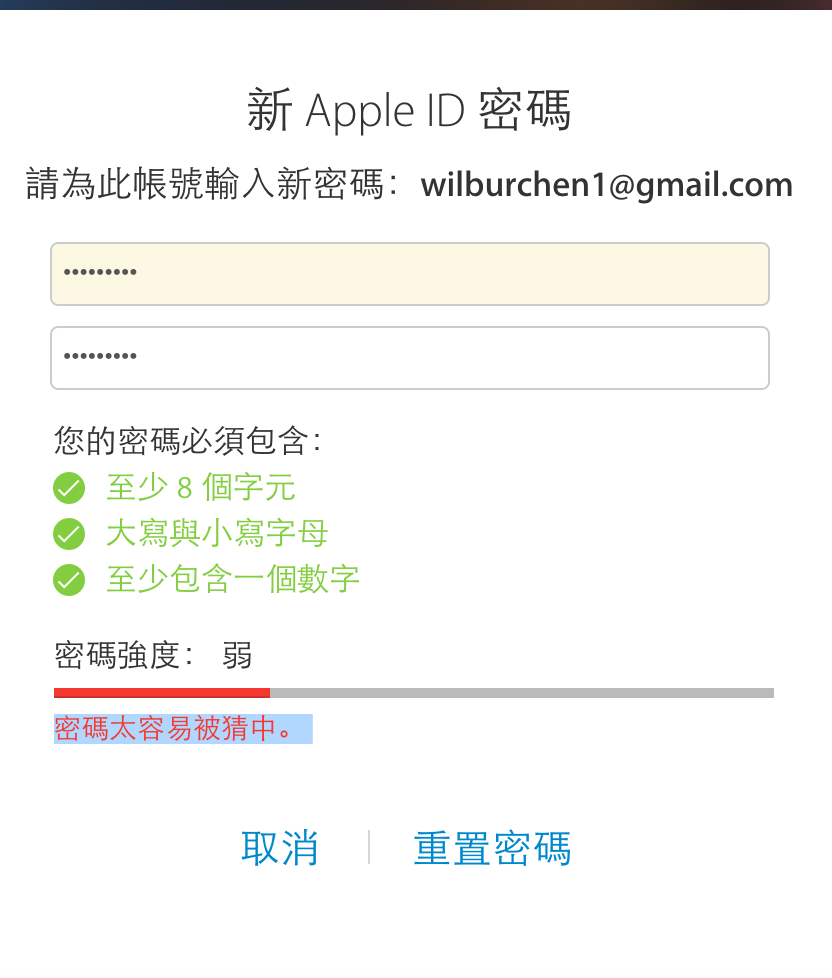 新 Apple ID 密碼
請為此帳號輸入新密碼：wilburchen1@gmail.com
•••••••••
•••••••••
您的密碼必須包含：
至少 8 個字元
大寫與小寫字母
至少包含一個數字
密碼強度： 弱
密碼太容易被猜中。
取消 | 重置密碼